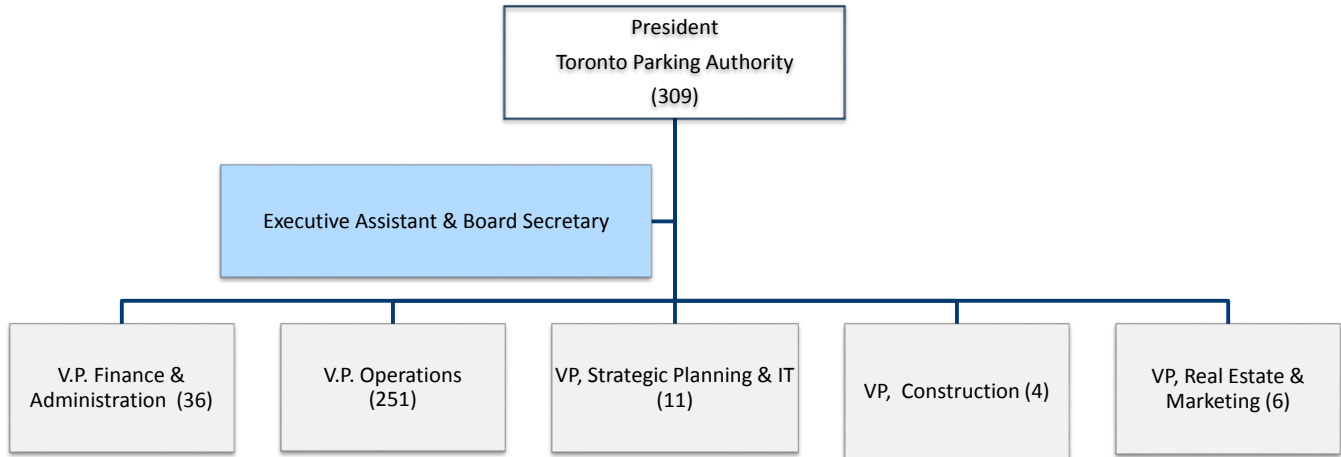 President
Toronto Parking Authority
(309)
Executive Assistant & Board Secretary
V.P. Finance &
Administration (36)
V.P. Operations
(251)
VP, Strategic Planning & IT
(11)
VP, Construction (4)
VP, Real Estate &
Marketing (6)